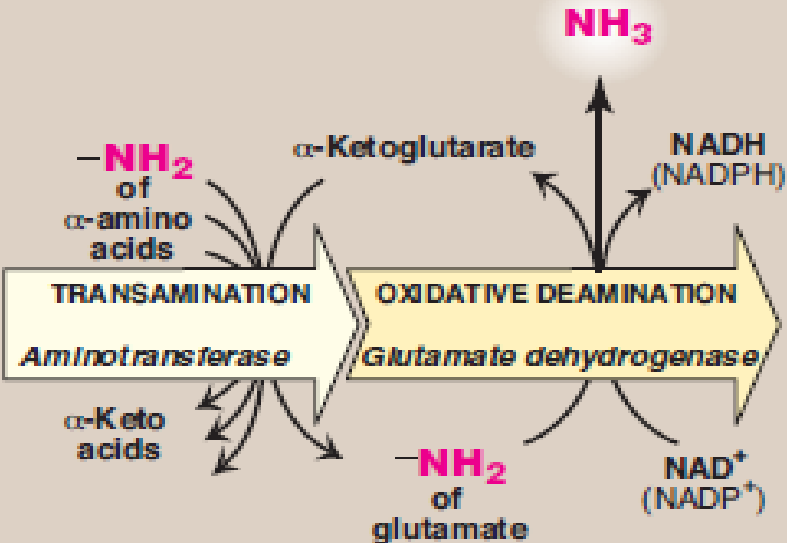 NH₃
α-Ketoglutarate
NADH
(NADPH)
–NH₂
of
α-amino
acids
TRANSAMINATION
Aminotransferase
OXIDATIVE DEAMINATION
Glutamate dehydrogenase
α-Keto
acids
–NH₂
of
glutamate
NAD⁺
(NADP⁺)